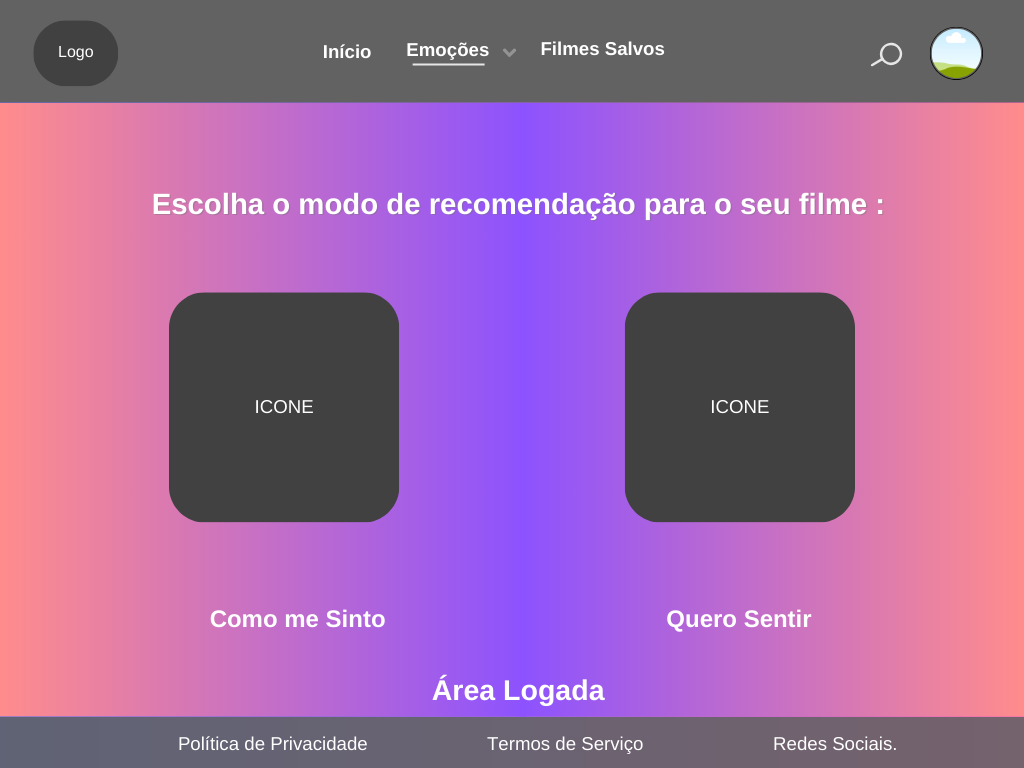 Logo
Início
Emoções
Filmes Salvos
Escolha o modo de recomendação para o seu filme :
ICONE
ICONE
Como me Sinto
Quero Sentir
Área Logada
Política de Privacidade
Termos de Serviço
Redes Sociais.